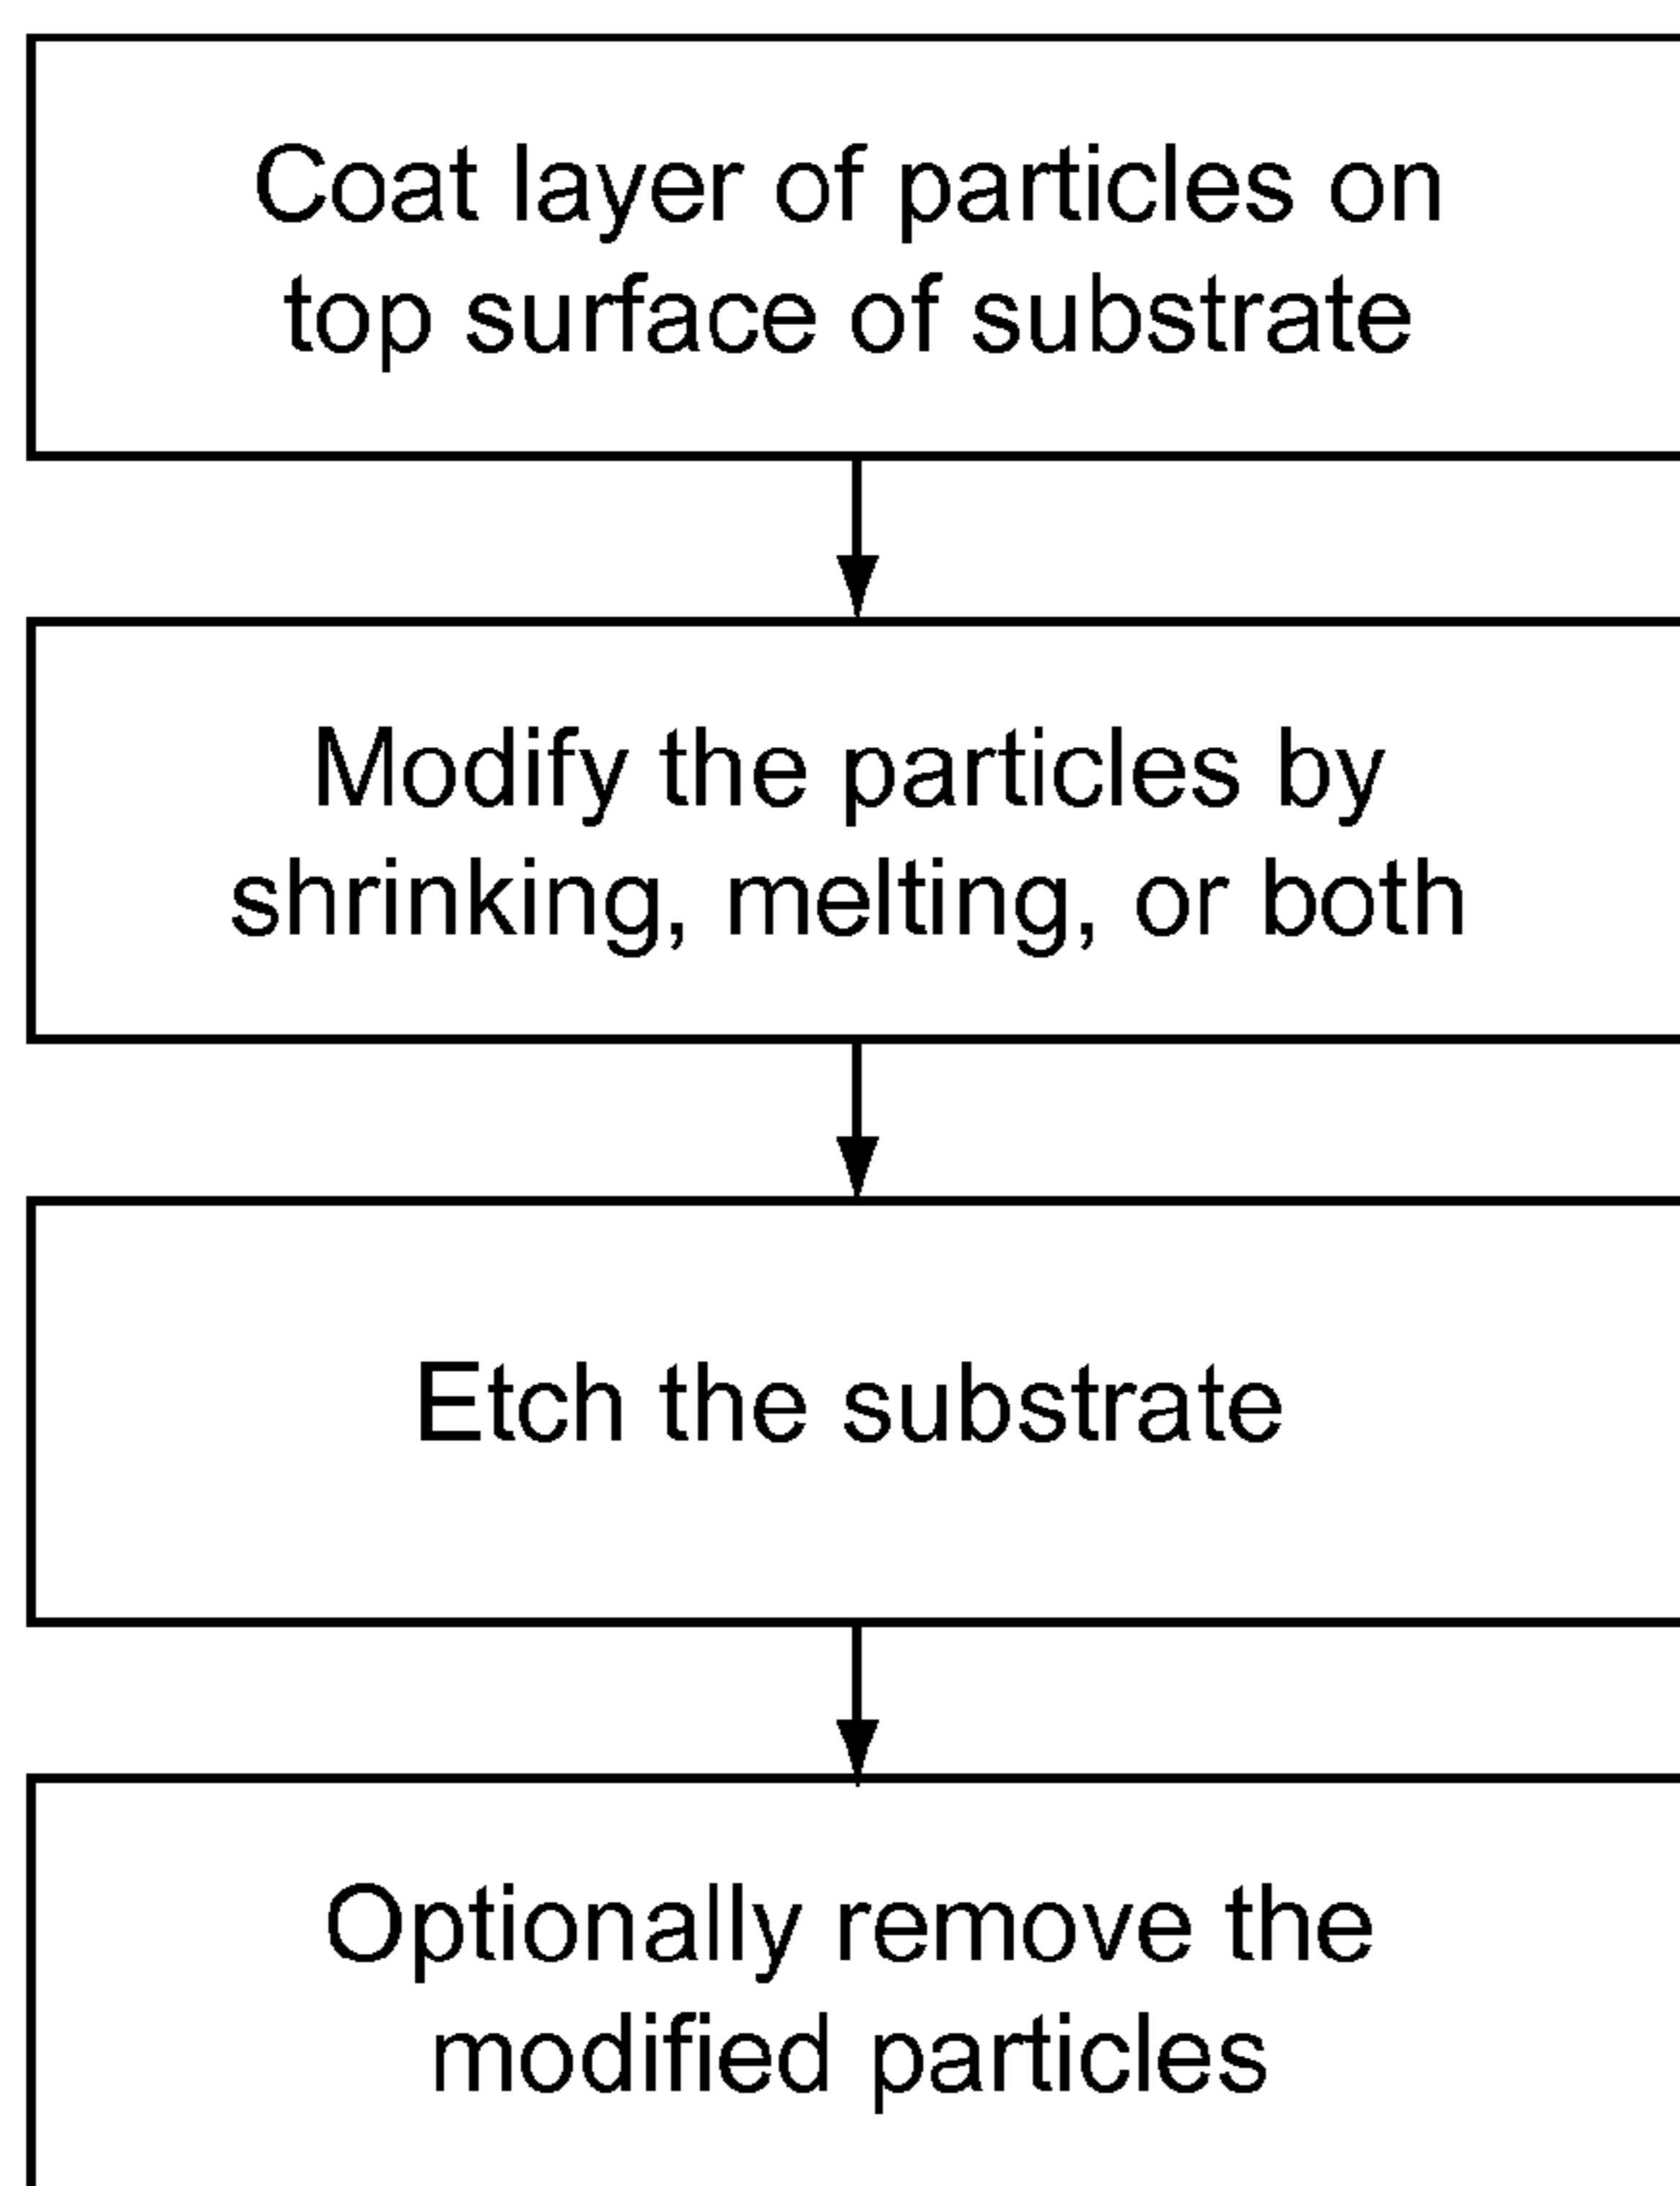 Coat layer of particles on
top surface of substrate
Modify the particles by
shrinking, melting, or both
Etch the substrate
Optionally remove the
modified particles